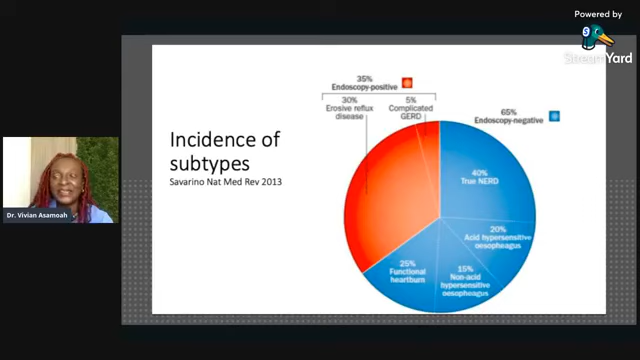 Powered by
S
StreamYard
35%
Endoscopy-positive
30%
Erosive reflux
disease
5%
Complicated
GERD
65%
Endoscopy-negative
Incidence of
subtypes
Savarino Nat Med Rev 2013
40%
True NERD
20%
Acid hypersensitive
oesophageus
15%
Non-acid
hypersensitive
oesophageus
25%
Functional
heartburn
Dr. Vivian Asamoah